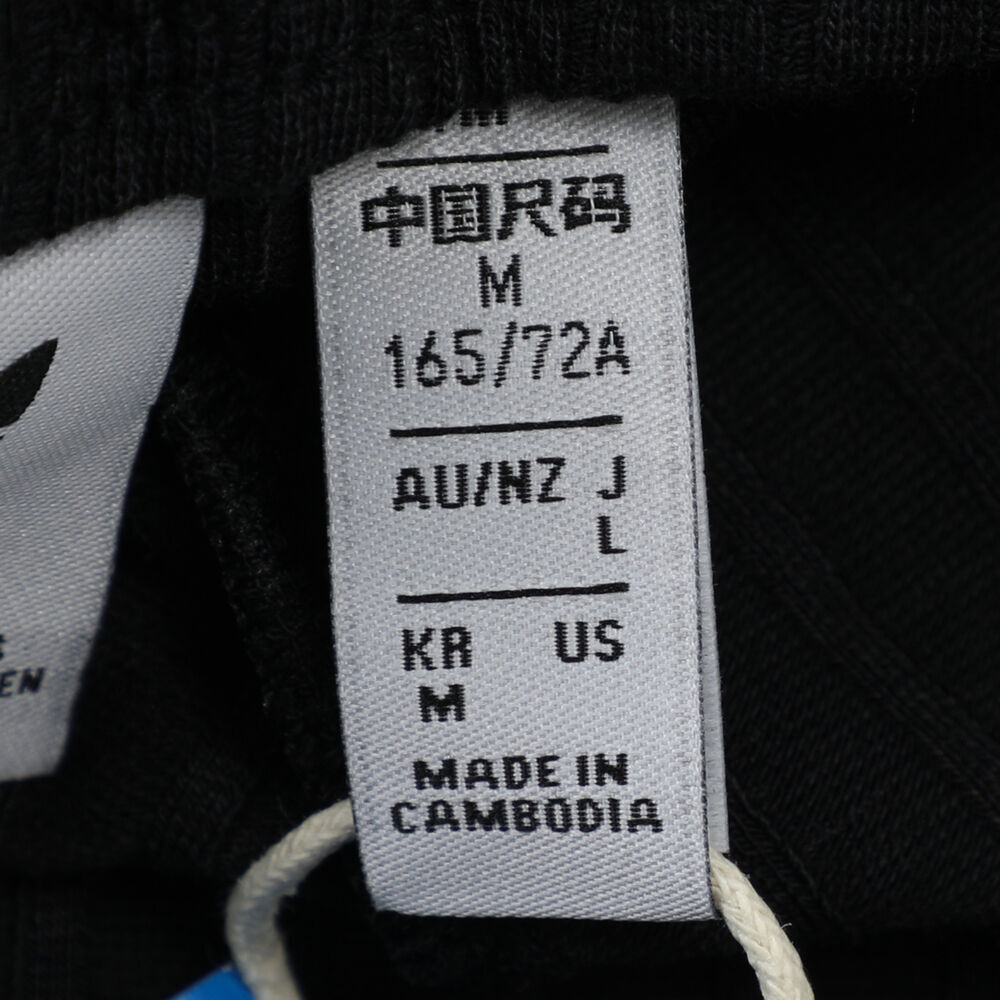 中国尺码
M
165/72A
AU/NZ J
L
KR US
M
MADE IN
CAMBODIA